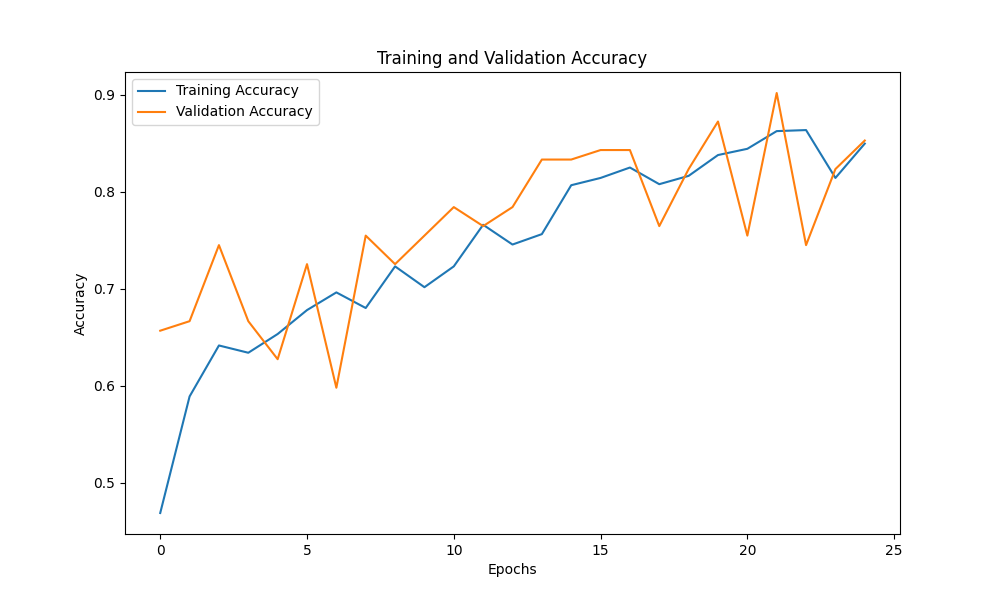 Training and Validation Accuracy
Training Accuracy
Validation Accuracy
0.9
0.8
0.7
0.6
0.5
Accuracy
0 5 10 15 20 25
Epochs